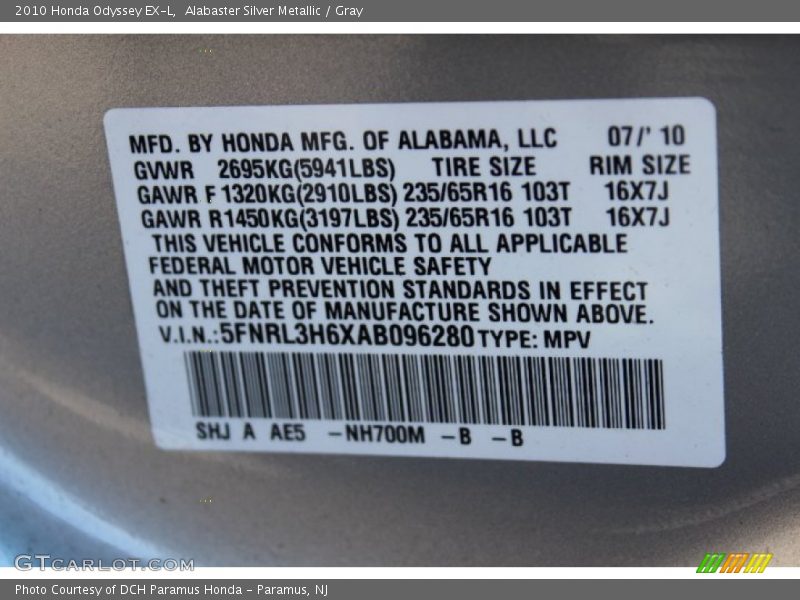 2010 Honda Odyssey EX-L,  Alabaster Silver Metallic / Gray
MFD. BY HONDA MFG. OF ALABAMA, LLC 07/' 10
GVWR 2695KG(5941LBS) TIRE SIZE RIM SIZE
GAWR F 1320KG(2910LBS) 235/65R16 103T 16X7J
GAWR R1450KG(3197LBS) 235/65R16 103T 16X7J
THIS VEHICLE CONFORMS TO ALL APPLICABLE
FEDERAL MOTOR VEHICLE SAFETY
AND THEFT PREVENTION STANDARDS IN EFFECT
ON THE DATE OF MANUFACTURE SHOWN ABOVE.
V.I.N.:5FNRL3H6XAB096280 TYPE: MPV
SHJ A AE5 -NH700M -B -B
GTCARLOT.COM
Photo Courtesy of DCH Paramus Honda - Paramus, NJ